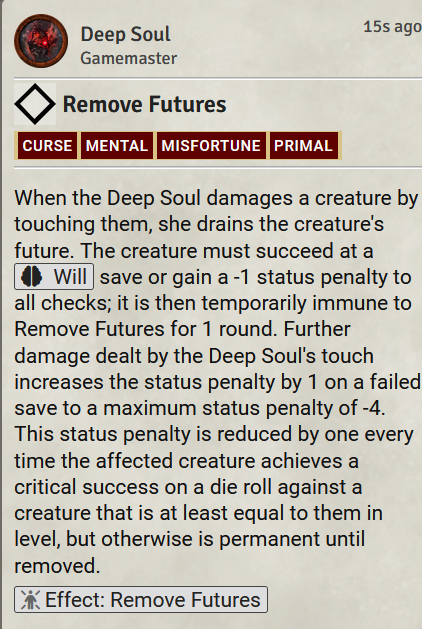 Deep Soul
15s ago
Gamemaster
Remove Futures
CURSE MENTAL MISFORTUNE PRIMAL
When the Deep Soul damages a creature by
touching them, she drains the creature's
future. The creature must succeed at a
Will save or gain a -1 status penalty to
all checks; it is then temporarily immune to
Remove Futures for 1 round. Further
damage dealt by the Deep Soul's touch
increases the status penalty by 1 on a failed
save to a maximum status penalty of -4.
This status penalty is reduced by one every
time the affected creature achieves a
critical success on a die roll against a
creature that is at least equal to them in
level, but otherwise is permanent until
removed.
Effect: Remove Futures